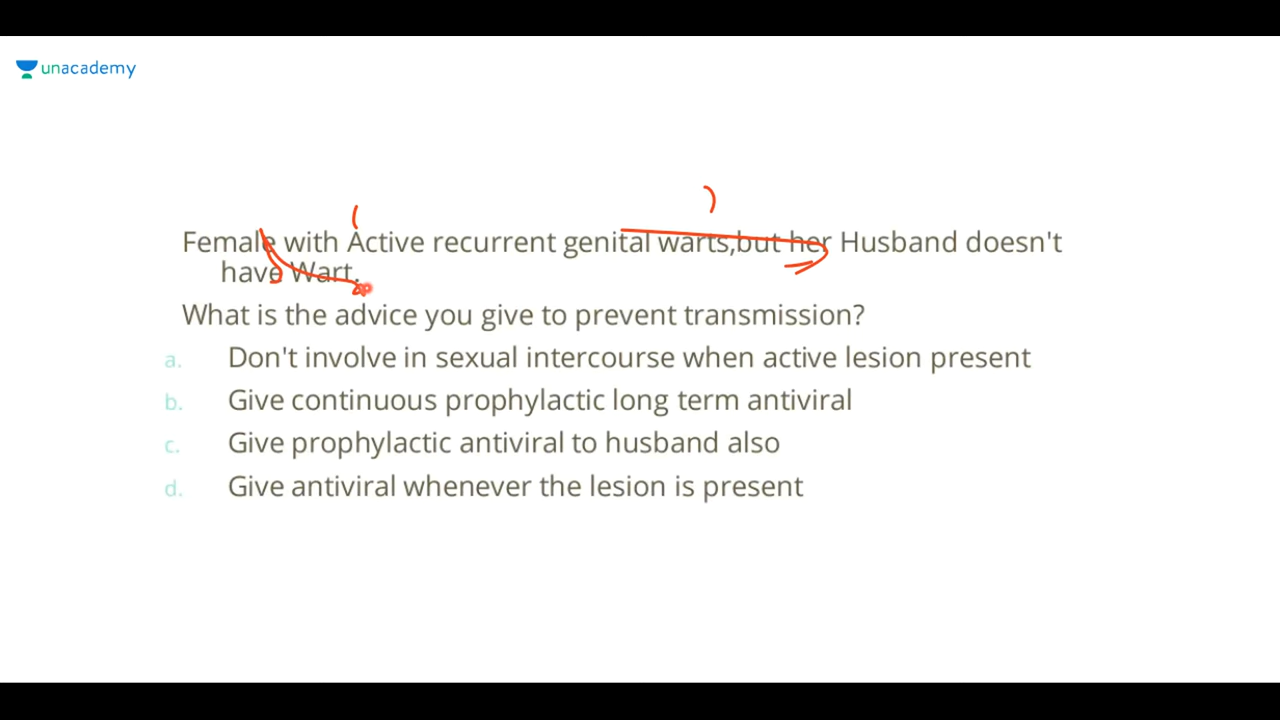 unacademy
Female with Active recurrent genital warts,but her Husband doesn't
have Wart.
What is the advice you give to prevent transmission?
a. Don't involve in sexual intercourse when active lesion present
b. Give continuous prophylactic long term antiviral
c. Give prophylactic antiviral to husband also
d. Give antiviral whenever the lesion is present